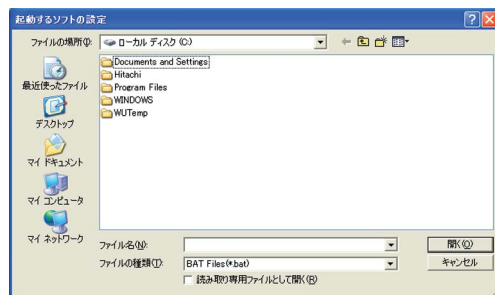 起動するソフトの設定
ファイルの場所(I):
ローカル ディスク (C:)
Documents and Settings
Hitachi
Program Files
WINDOWS
WUTemp
最近使ったファイル
デスクトップ
マイ ドキュメント
マイ コンピュータ
マイ ネットワーク
ファイル名(N):
開く(O)
ファイルの種類(T):
BAT Files(*.bat)
キャンセル
読み取り専用ファイルとして開く(R)